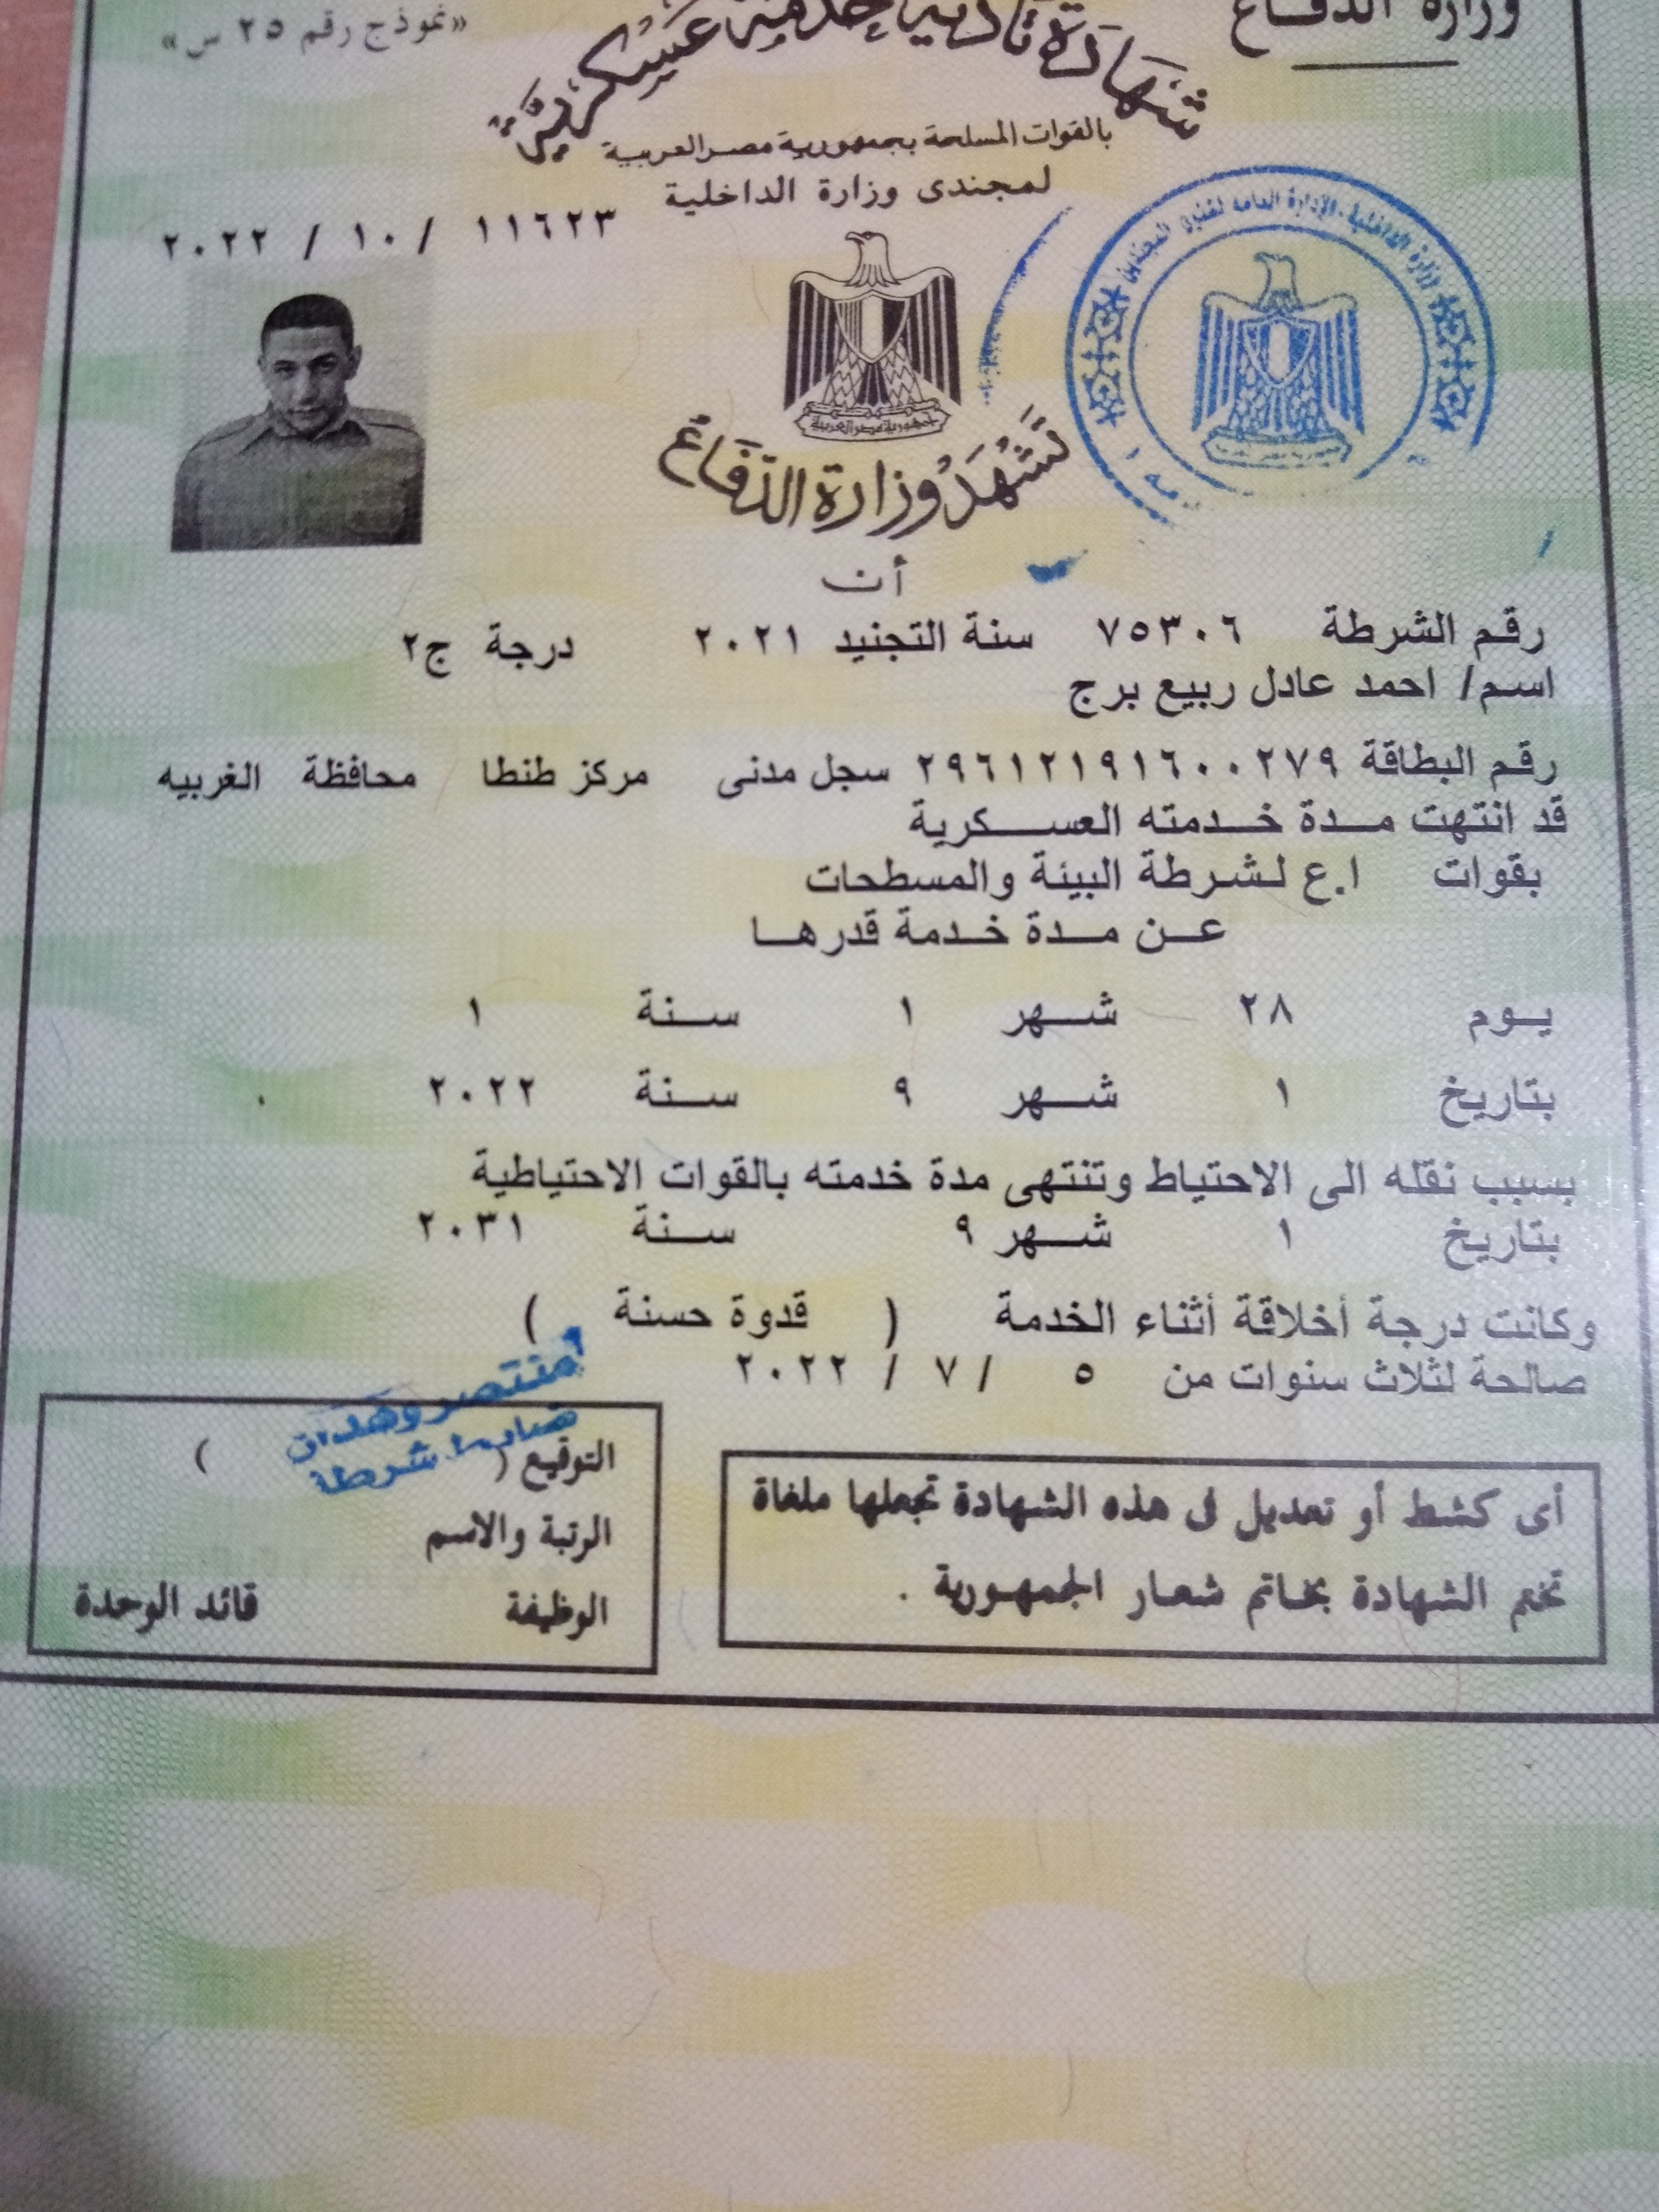 وزارة الدفاع
«نموذج رقم ٢٥ س»
شهادة تأدية خدمة عسكرية
بالقوات المسلحة بجمهورية مصر العربية
لمجندى وزارة الداخلية
١١٦٢٣ / ١٠ / ٢٠٢٢
وزارة الداخلية - الإدارة العامة لشئون المجندين
جمهورية مصر العربية
تشهد وزارة الدفاع
أن
رقم الشرطة ٧٥٣٠٦ سنة التجنيد ٢٠٢١ درجة ج٢
اسم/ احمد عادل ربيع برج
رقم البطاقة ٢٩٦١٢١٩١٦٠٠٢٧٩ سجل مدنى مركز طنطا محافظة الغربيه
قد انتهت مدة خدمته العسكرية
بقوات ا.ع لشرطة البيئة والمسطحات
عن مدة خدمة قدرها
يوم ٢٨ شهر ١ سنة ١
بتاريخ ١ شهر ٩ سنة ٢٠٢٢
بسبب نقله الى الاحتياط وتنتهى مدة خدمته بالقوات الاحتياطية
بتاريخ ١ شهر ٩ سنة ٢٠٣١
وكانت درجة أخلاقة أثناء الخدمة ( قدوة حسنة )
صالحة لثلاث سنوات من ٥ / ٧ / ٢٠٢٢
أى كشط أو تعديل فى هذه الشهادة تجعلها ملغاة
تختم الشهادة بخاتم شعار الجمهورية .
منتصر وهدان
شرطة
التوقيع ( )
الرتبة والاسم
الوظيفة قائد الوحدة